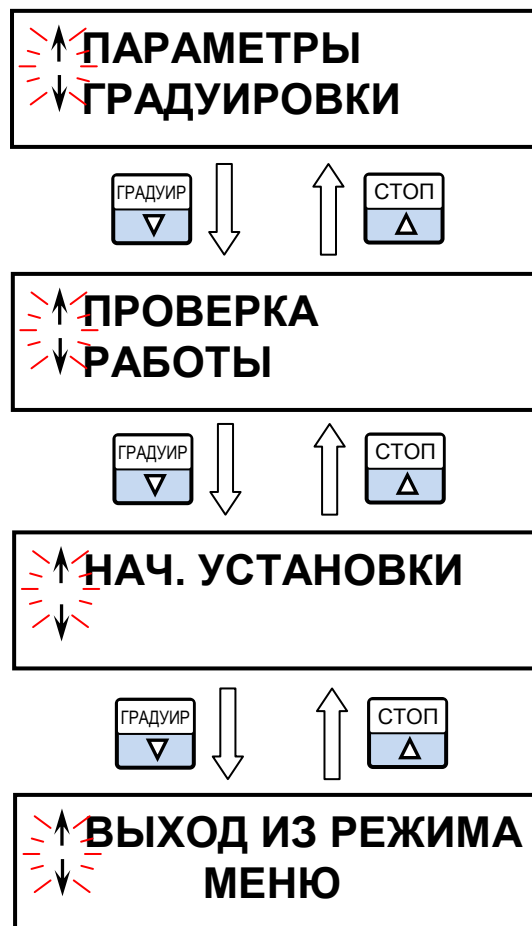 ПАРАМЕТРЫ
ГРАДУИРОВКИ
ГРАДУИР
СТОП
ПРОВЕРКА
РАБОТЫ
ГРАДУИР
СТОП
НАЧ. УСТАНОВКИ
ГРАДУИР
СТОП
ВЫХОД ИЗ РЕЖИМА
МЕНЮ